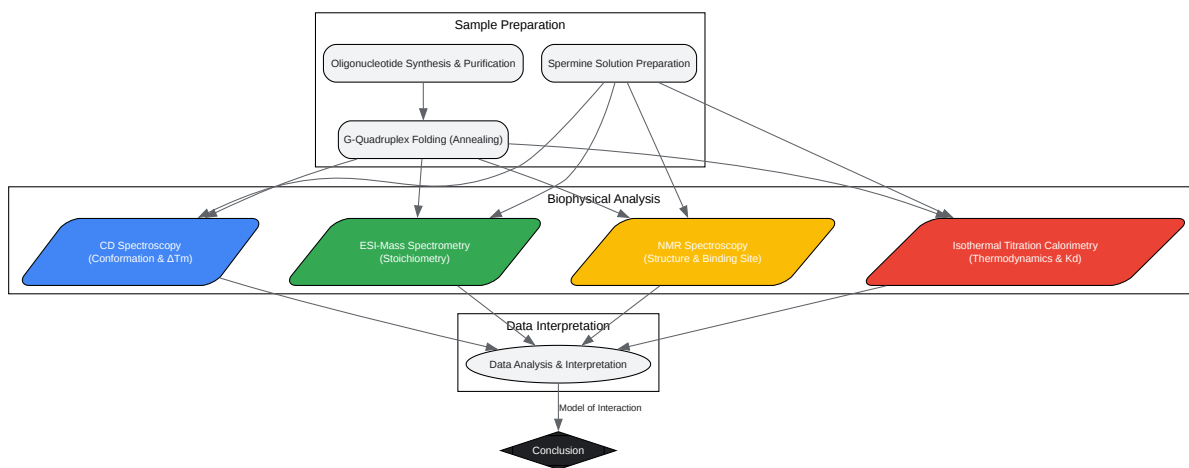 Sample Preparation
Oligonucleotide Synthesis & Purification
Spermine Solution Preparation
G-Quadruplex Folding (Annealing)
Biophysical Analysis
CD Spectroscopy
(Conformation & ΔTm)
ESI-Mass Spectrometry
(Stoichiometry)
NMR Spectroscopy
(Structure & Binding Site)
Isothermal Titration Calorimetry
(Thermodynamics & Kd)
Data Interpretation
Data Analysis & Interpretation
Model of Interaction
Conclusion